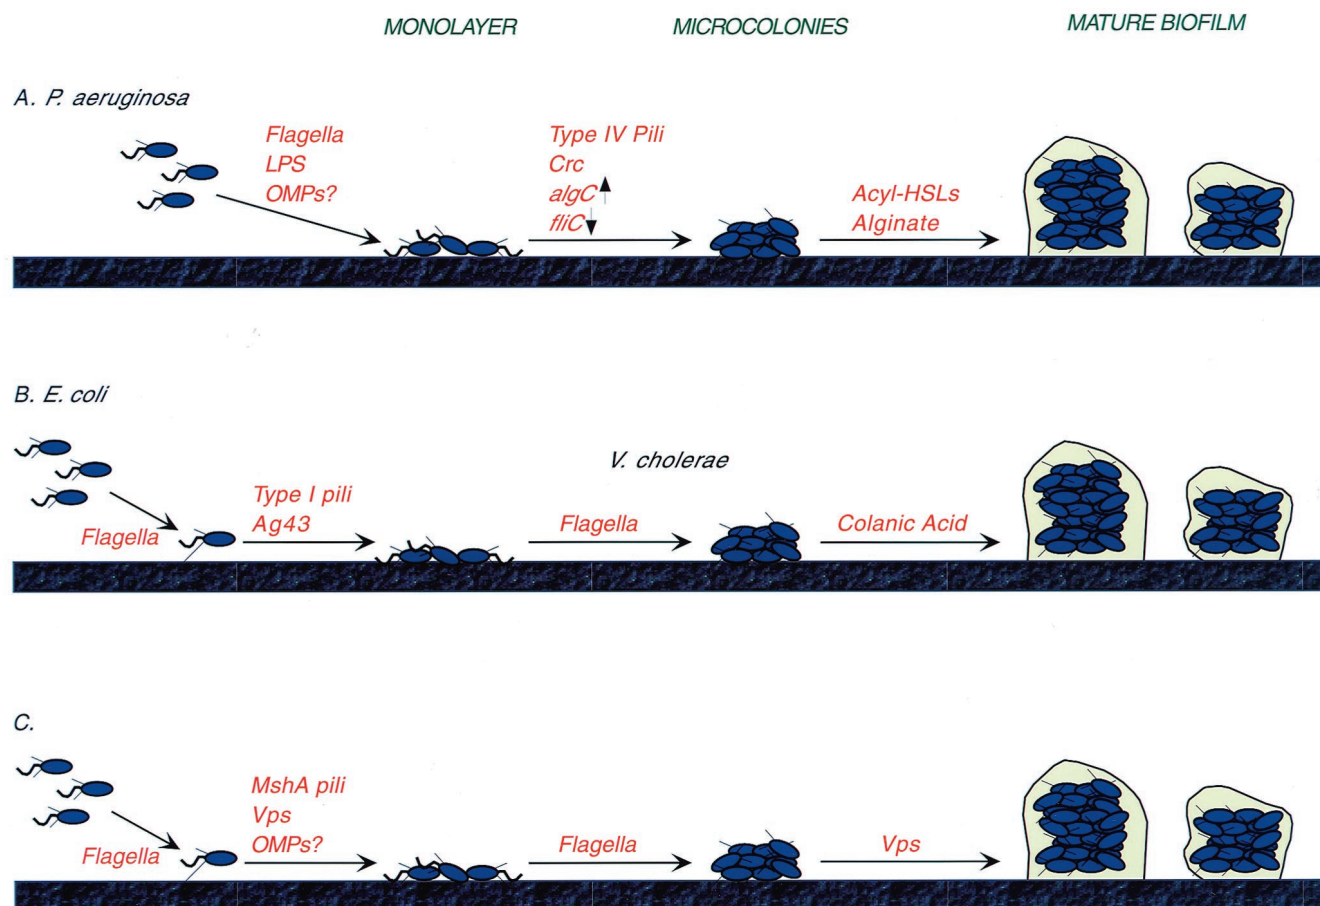 MONOLAYER
MICROCOLONIES
MATURE BIOFILM
A. P. aeruginosa
Flagella
LPS
OMPs?
Type IV Pili
Crc
algC
fliC
Acyl-HSLs
Alginate
B. E. coli
V. cholerae
Flagella
Type I pili
Ag43
Flagella
Colanic Acid
C.
Flagella
MshA pili
Vps
OMPs?
Flagella
Vps